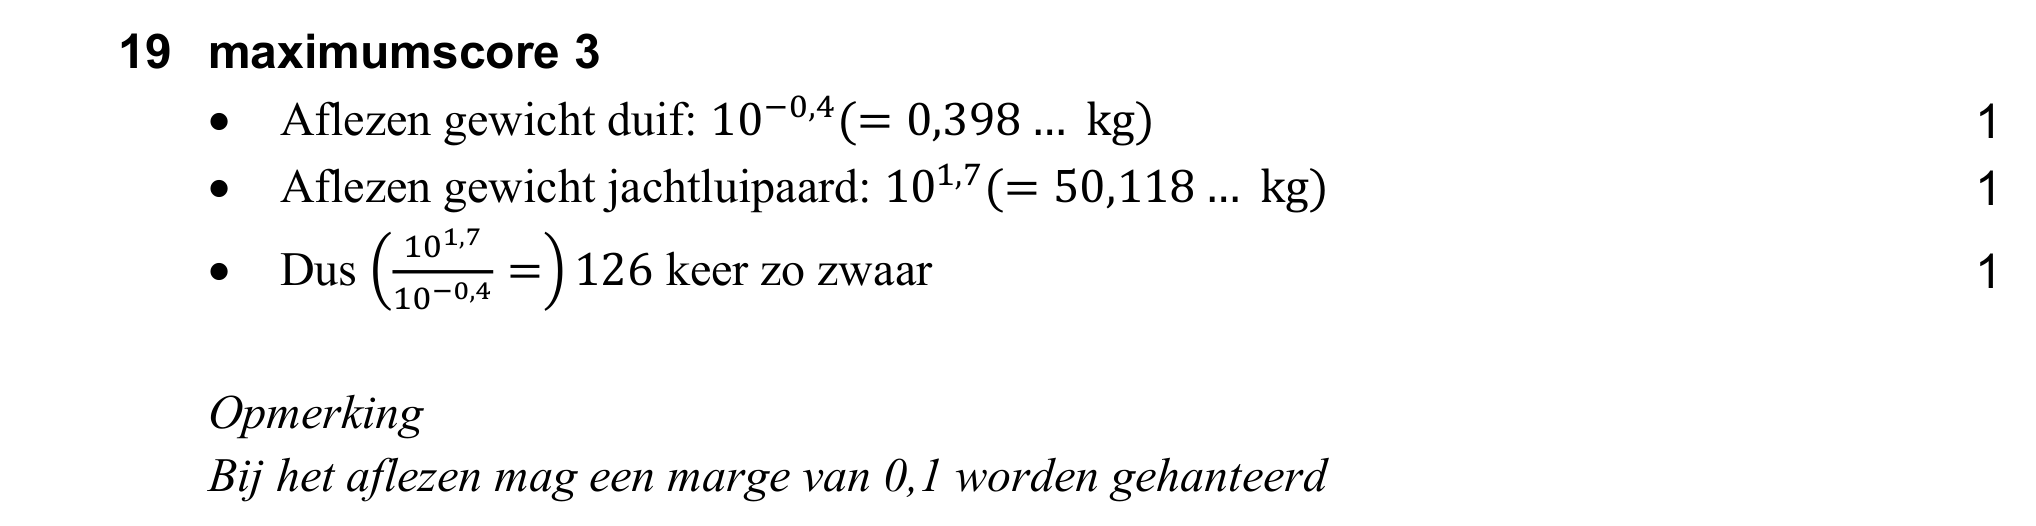 19 maximumscore 3
• Aflezen gewicht duif: 10^{−0,4}(= 0,398 … kg) 1
• Aflezen gewicht jachtluipaard: 10^{1,7}(= 50,118 … kg) 1
• Dus (\frac{10^{1,7}}{10^{−0,4}} =) 126 keer zo zwaar 1
Opmerking
Bij het aflezen mag een marge van 0,1 worden gehanteerd